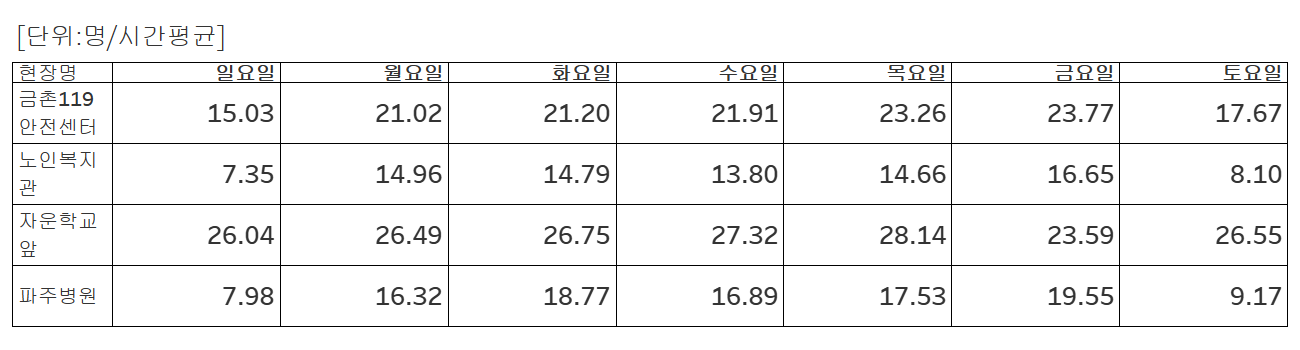 [단위:명/시간평균]
현장명 일요일 월요일 화요일 수요일 목요일 금요일 토요일
금촌119
안전센터 15.03 21.02 21.20 21.91 23.26 23.77 17.67
노인복지
관 7.35 14.96 14.79 13.80 14.66 16.65 8.10
자운학교
앞 26.04 26.49 26.75 27.32 28.14 23.59 26.55
파주병원 7.98 16.32 18.77 16.89 17.53 19.55 9.17